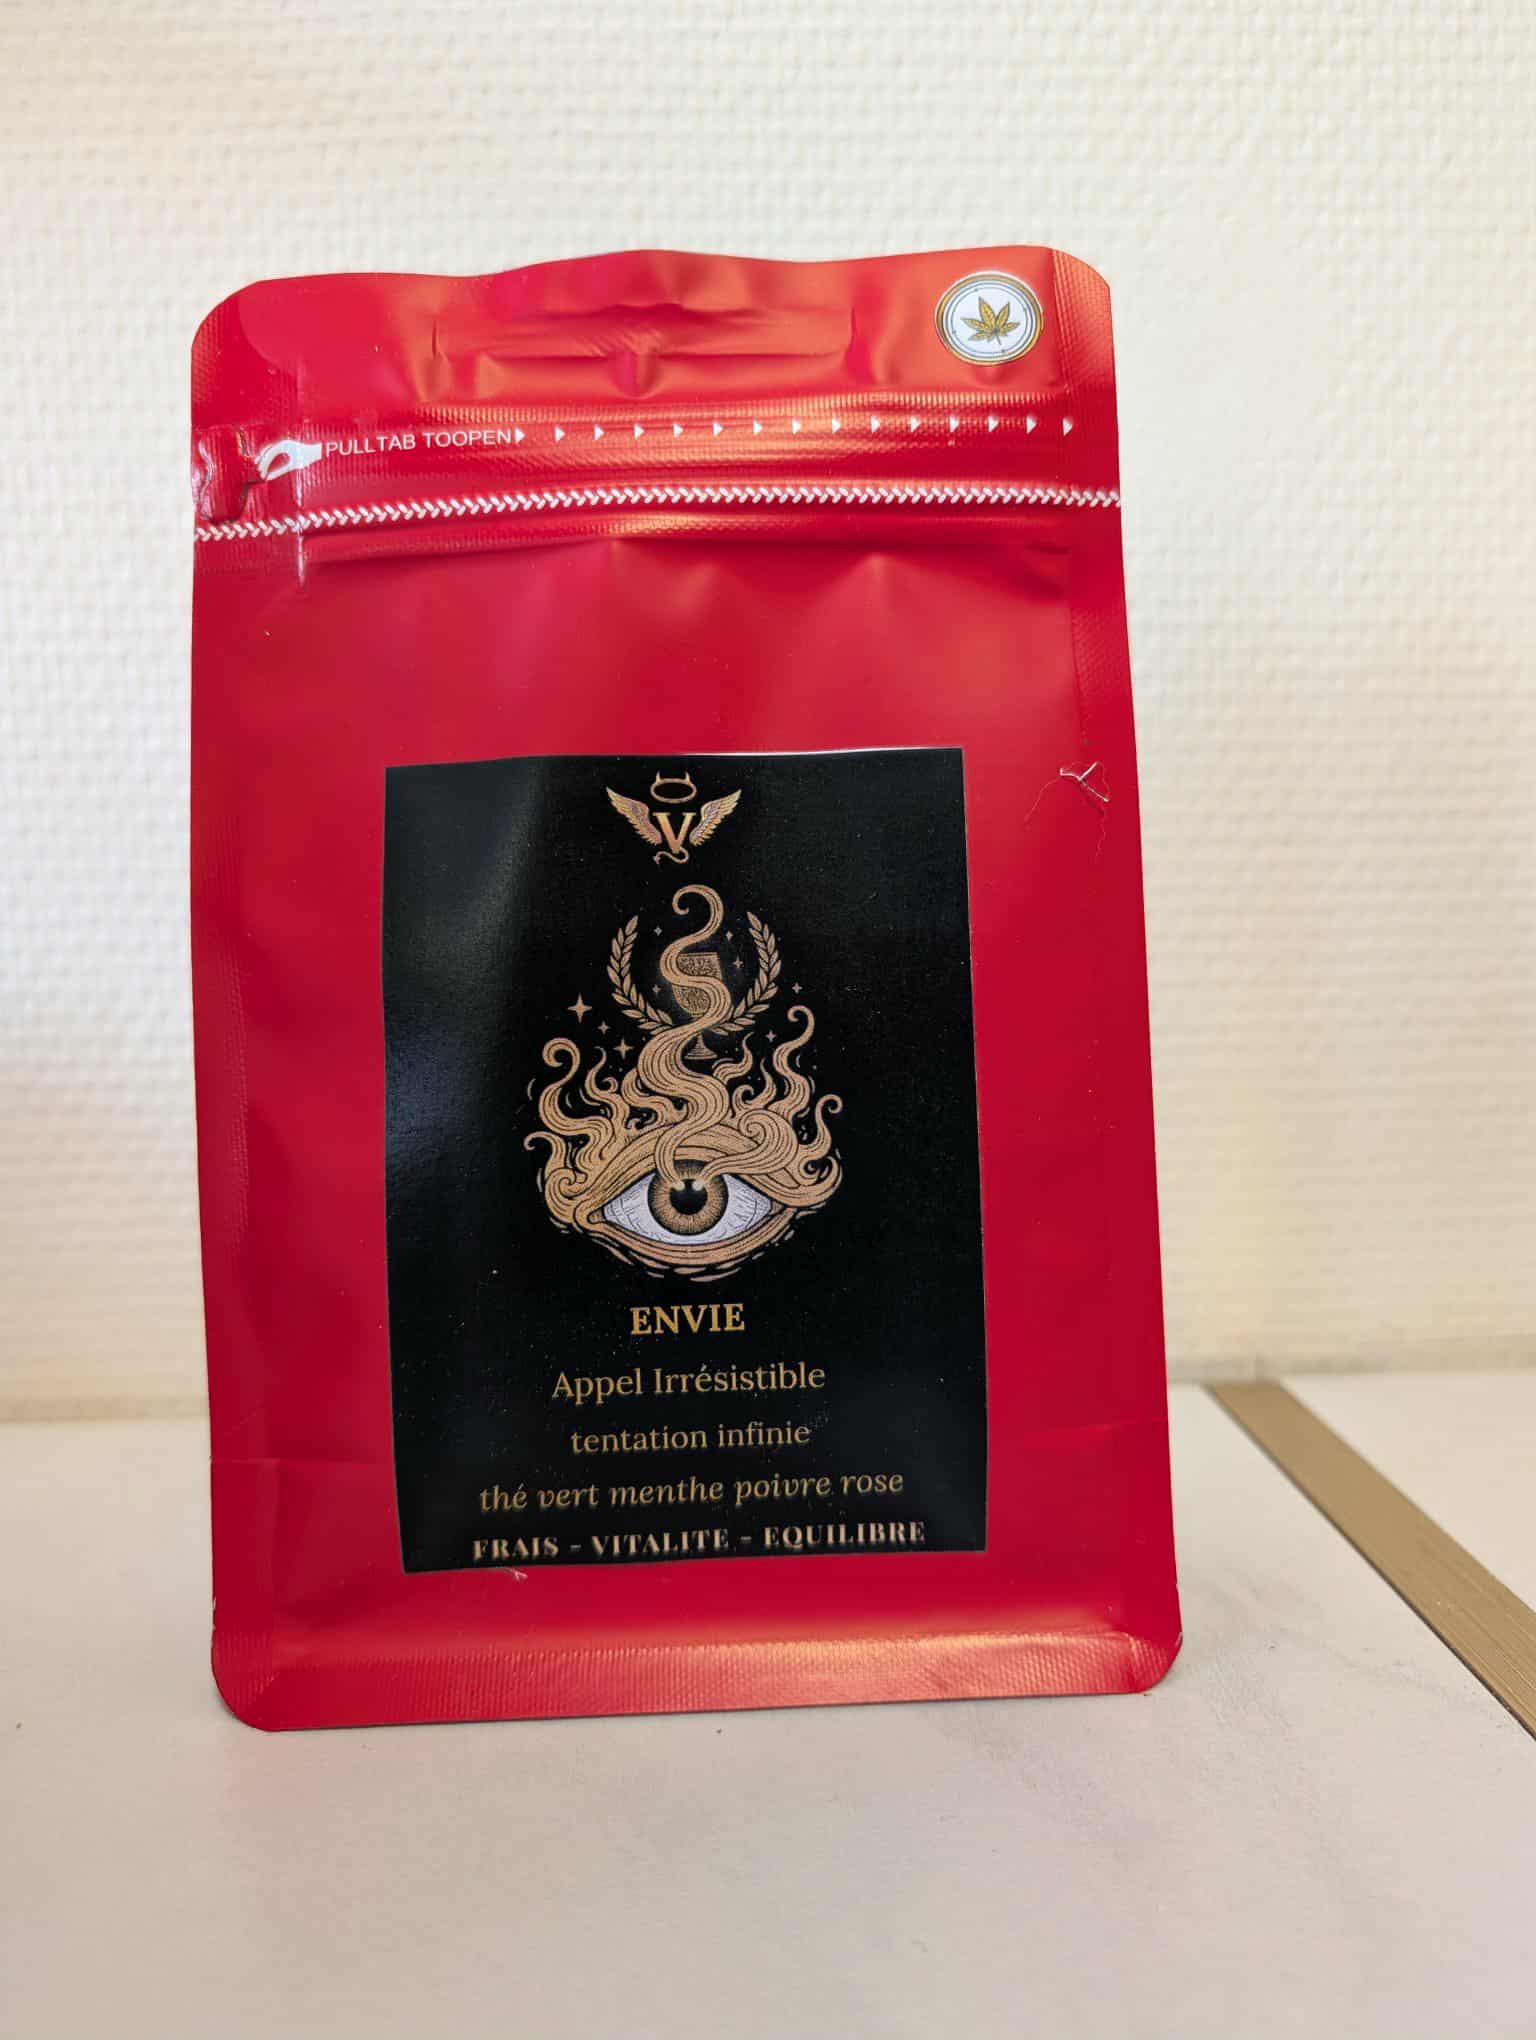 PULLTAB TOOPEN
V
ENVIE
Appel Irrésistible
tentation infinie
thé vert menthe poivre rose
FRAIS - VITALITE - EQUILIBRE